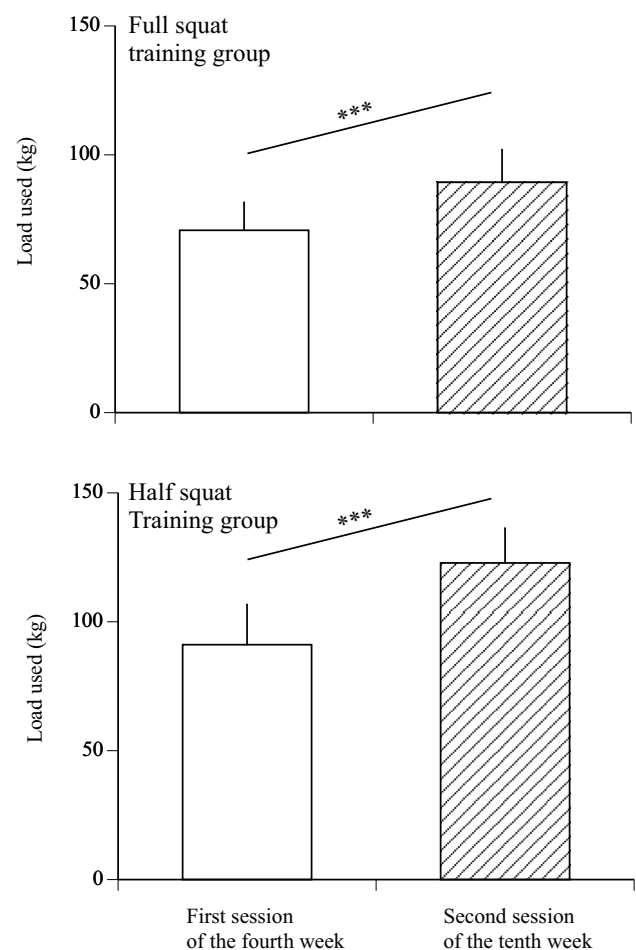 Full squat
training group
150
100
50
0
Load used (kg)
***
Half squat
Training group
150
100
50
0
Load used (kg)
***
First session
of the fourth week
Second session
of the tenth week